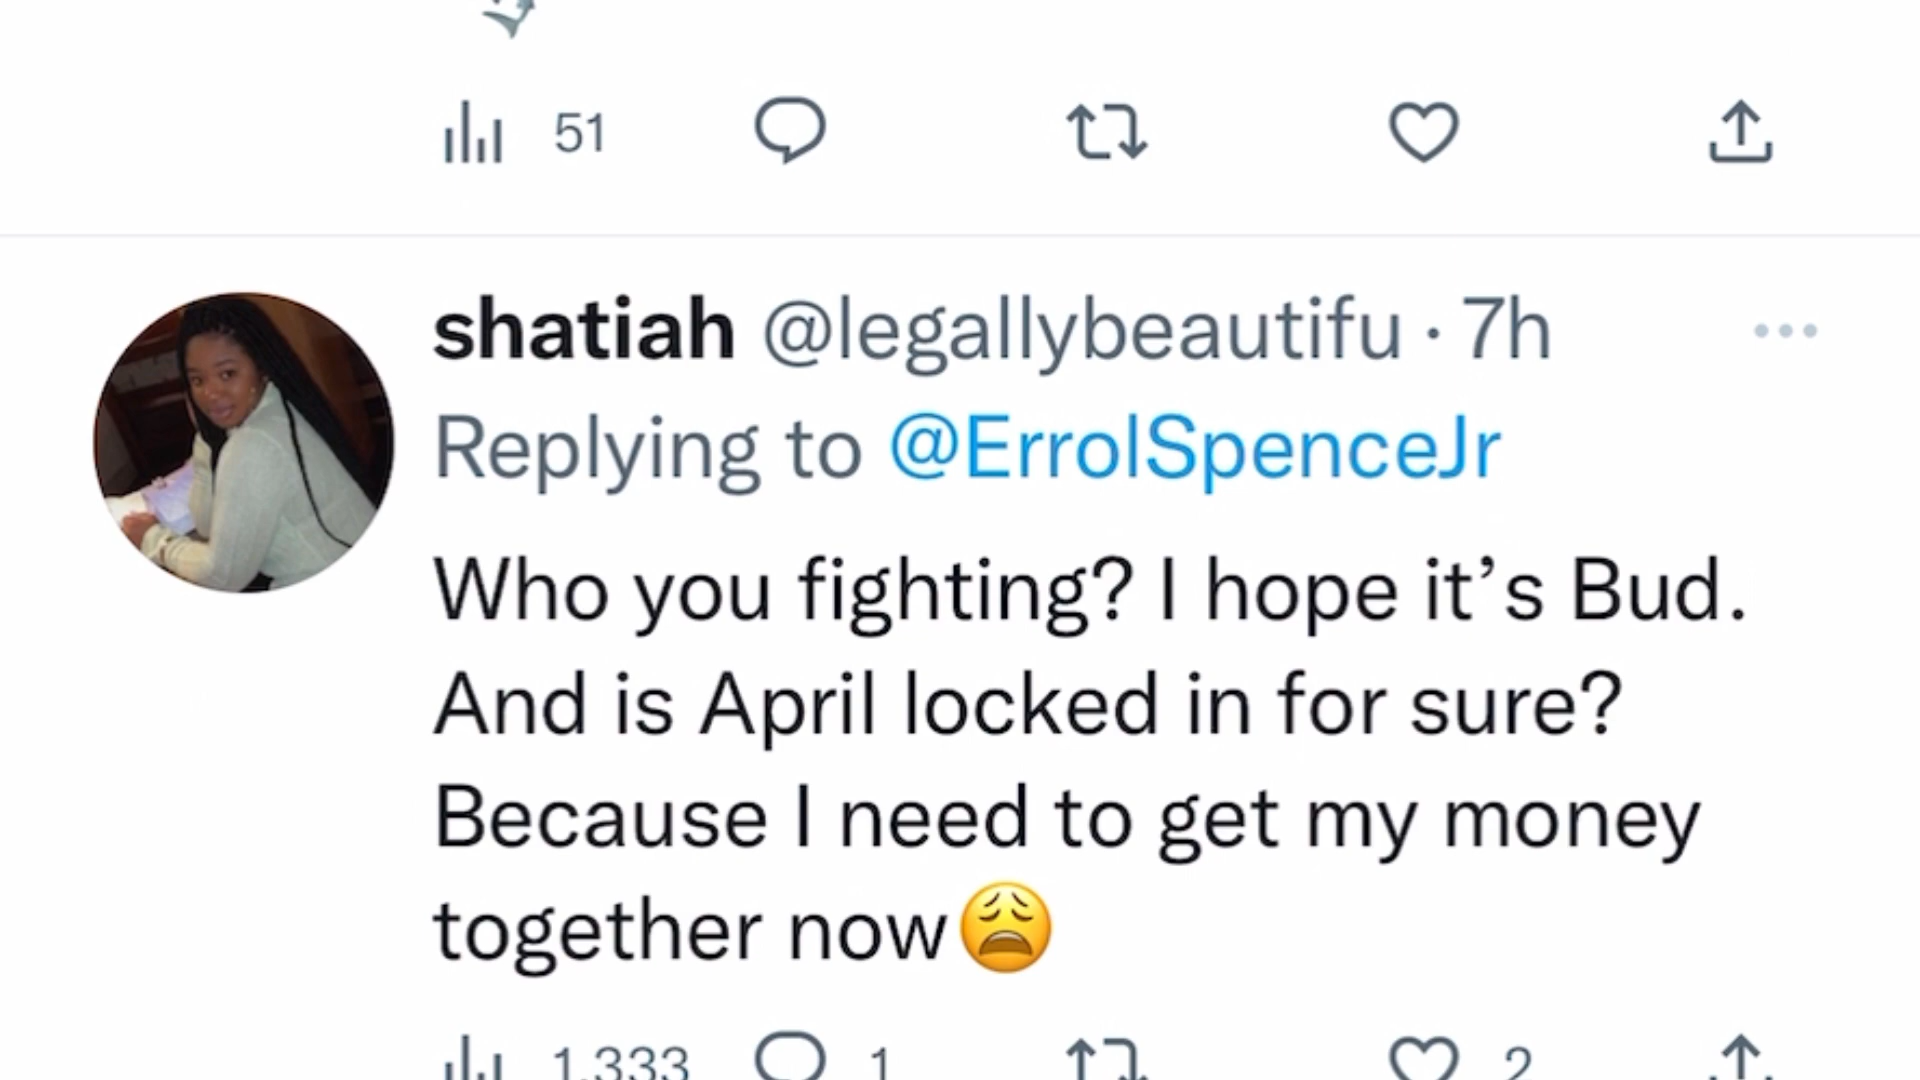 51
shatiah @legallybeautifu · 7h
Replying to @ErrolSpenceJr
Who you fighting? I hope it’s Bud.
And is April locked in for sure?
Because I need to get my money
together now😩
1,333 1 2